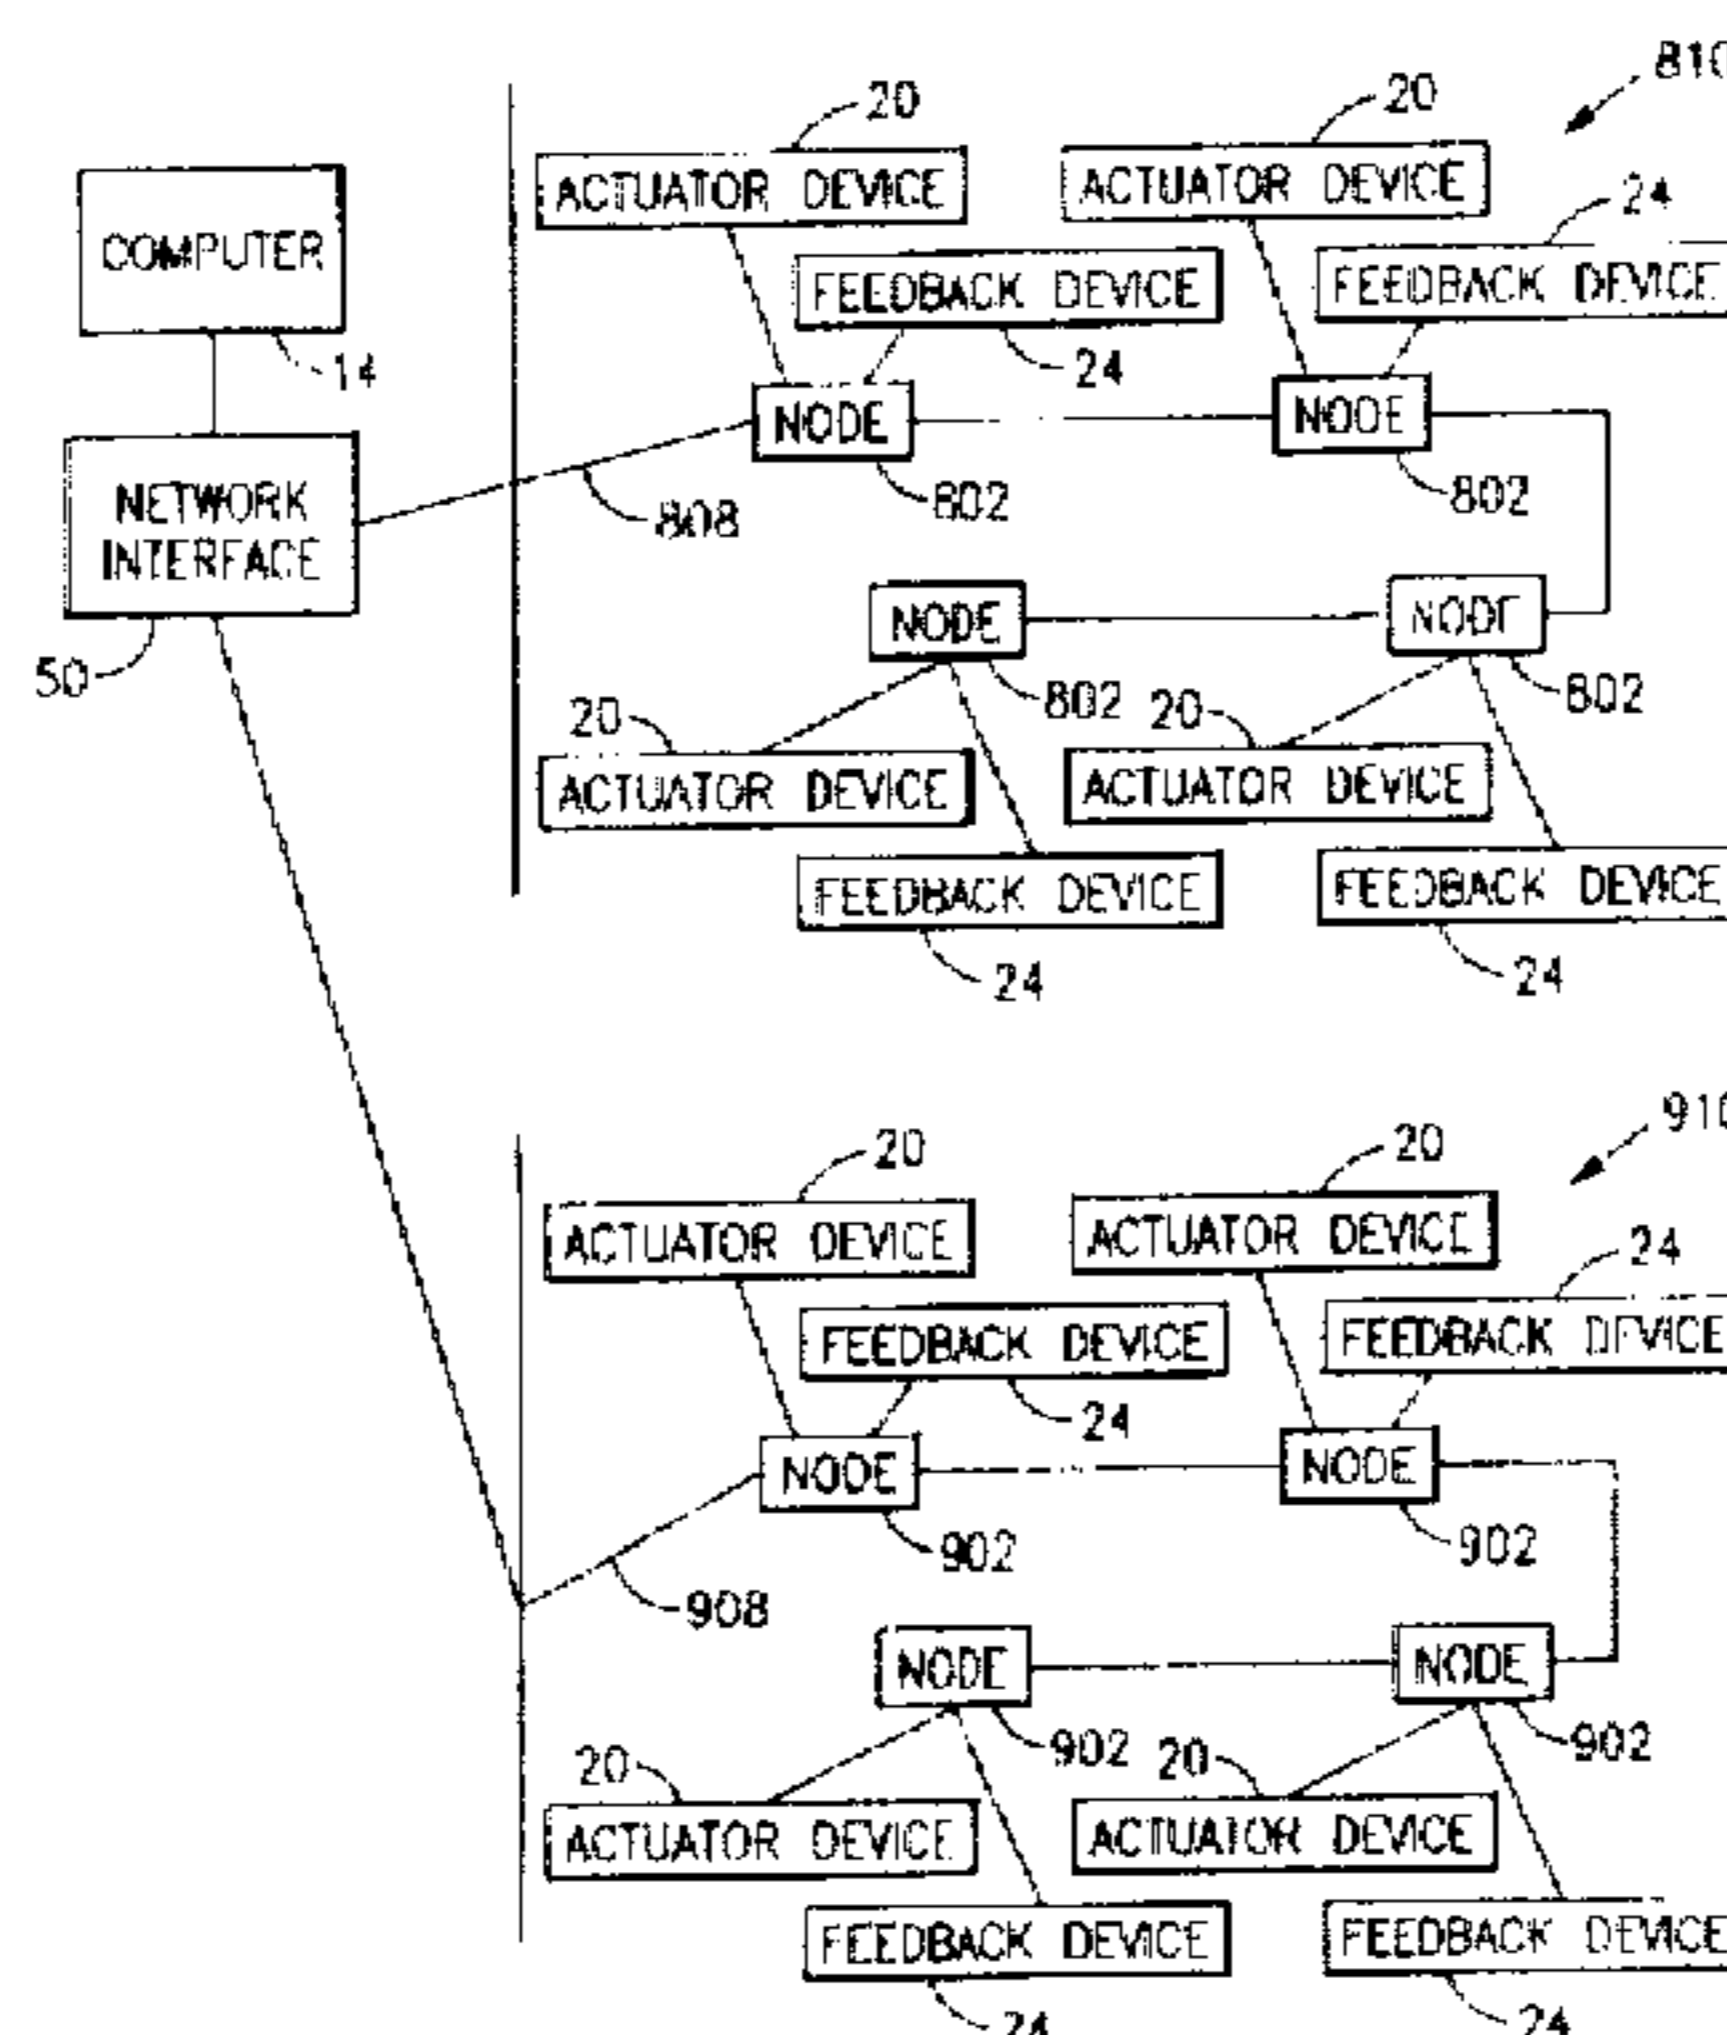 810
20
20
ACTUATOR DEVICE
ACTUATOR DEVICE
24
COMPUTER
FEEDBACK DEVICE
FEEDBACK DEVICE
14
24
NODE
NODE
NETWORK
INTERFACE
808
802
802
NODE
NODE
50
20
802
20
802
ACTUATOR DEVICE
ACTUATOR DEVICE
FEEDBACK DEVICE
FEEDBACK DEVICE
24
24
910
20
20
ACTUATOR DEVICE
ACTUATOR DEVICE
24
FEEDBACK DEVICE
FEEDBACK DEVICE
24
NODE
NODE
902
902
908
NODE
NODE
20
902
20
902
ACTUATOR DEVICE
ACTUATOR DEVICE
FEEDBACK DEVICE
FEEDBACK DEVICE
24
24